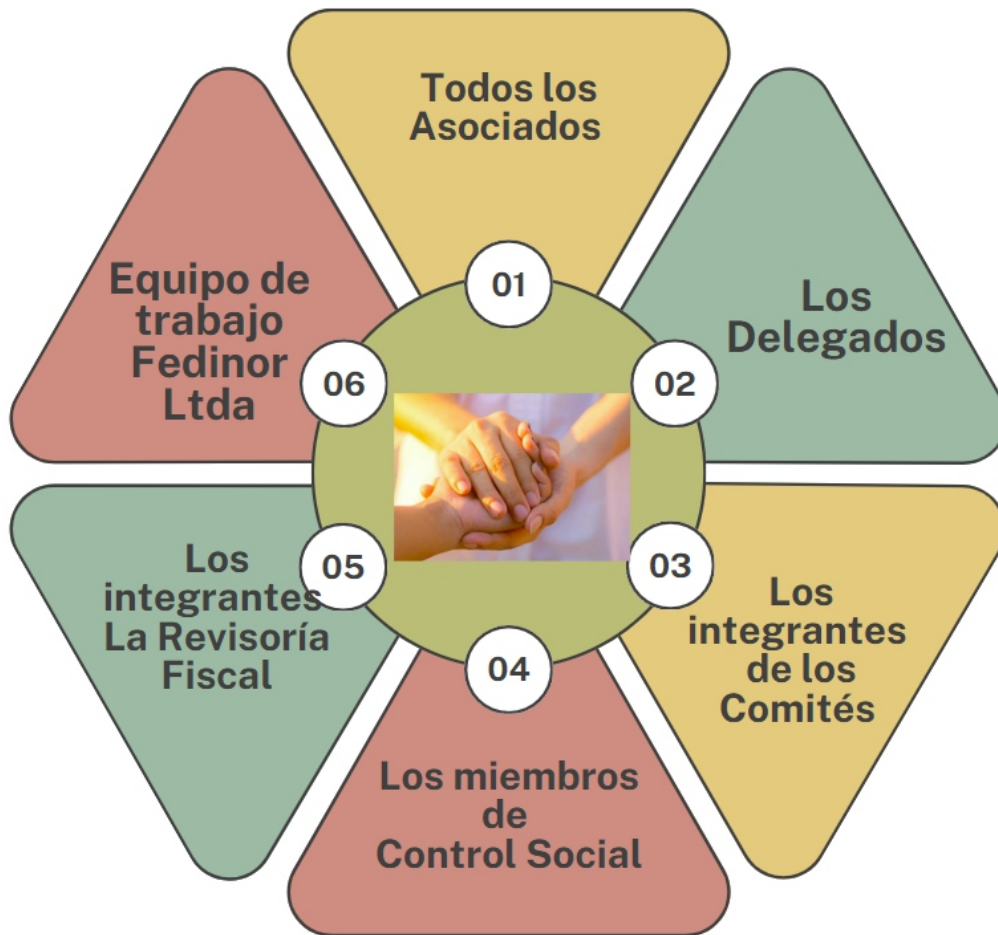 01
Todos los
Asociados
02
Los
Delegados
03
Los
integrantes
de los
Comités
04
Los miembros
de
Control Social
05
Los
integrantes
La Revisoría
Fiscal
06
Equipo de
trabajo
Fedinor
Ltda